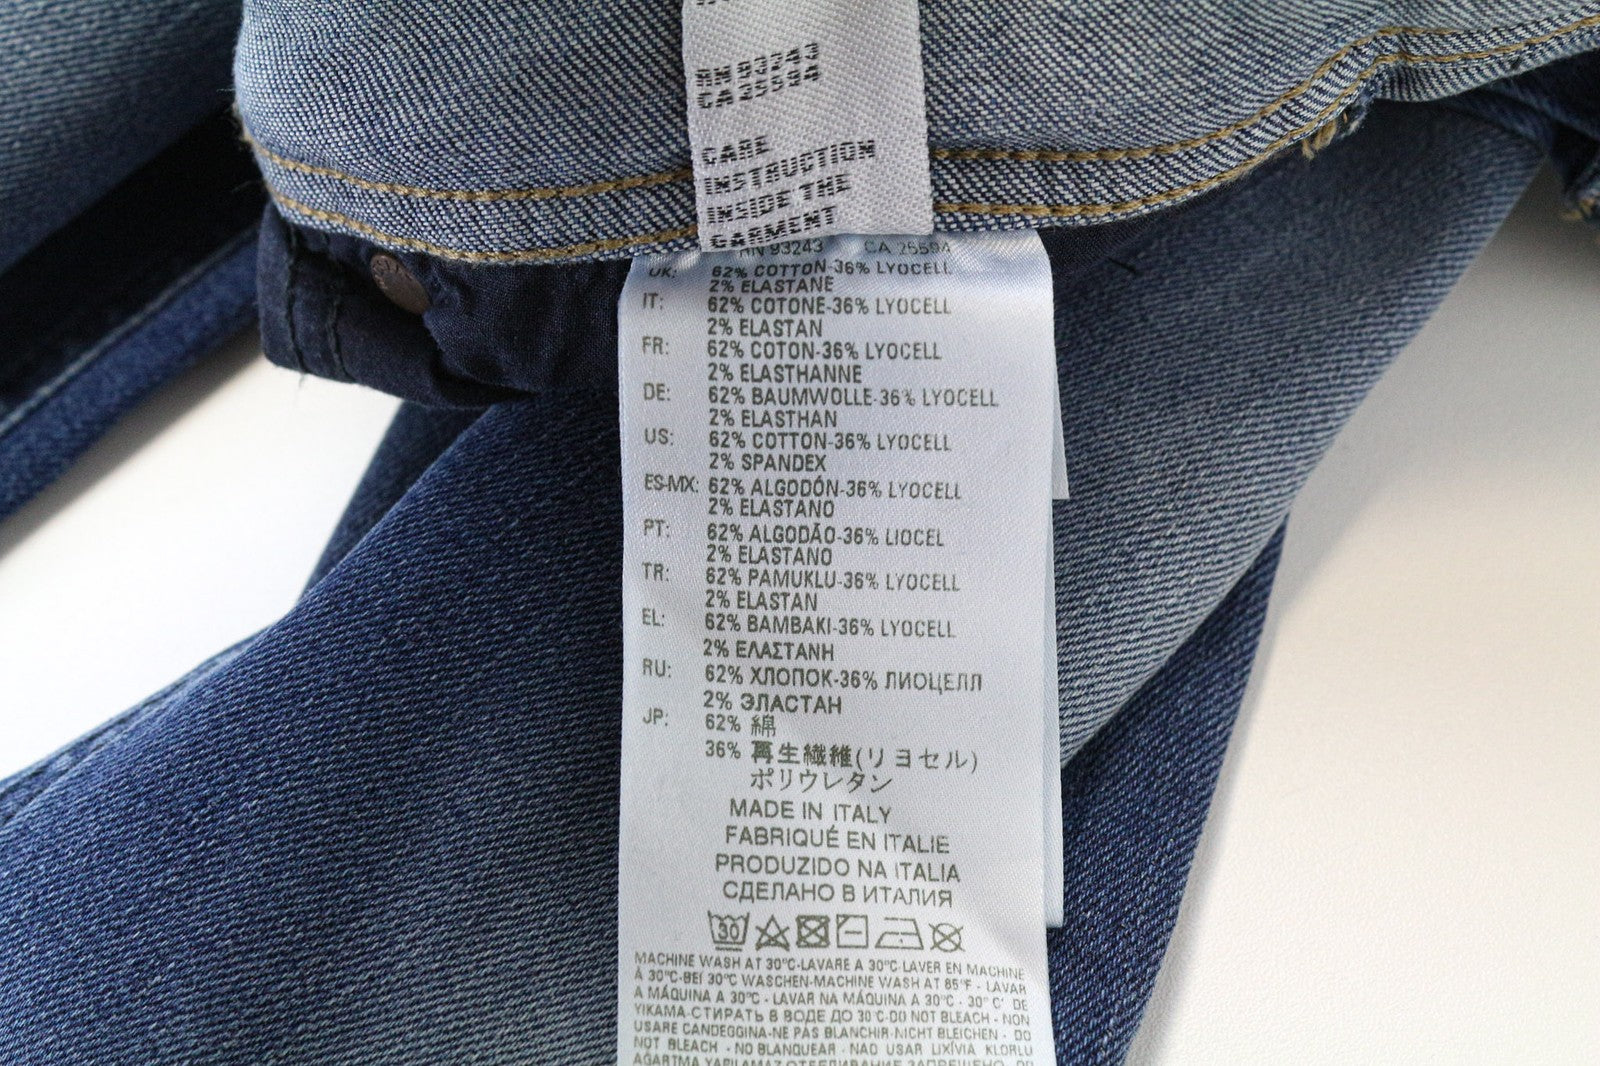 RN 93243
CA 25594
CARE
INSTRUCTION
INSIDE THE
GARMENT
RN 93243 CA 25594
UK: 62% COTTON-36% LYOCELL
2% ELASTANE
IT: 62% COTONE-36% LYOCELL
2% ELASTAN
FR: 62% COTON-36% LYOCELL
2% ELASTHANNE
DE: 62% BAUMWOLLE-36% LYOCELL
2% ELASTHAN
US: 62% COTTON-36% LYOCELL
2% SPANDEX
ES-MX: 62% ALGODÓN-36% LYOCELL
2% ELASTANO
PT: 62% ALGODÃO-36% LIOCEL
2% ELASTANO
TR: 62% PAMUKLU-36% LYOCELL
2% ELASTAN
EL: 62% BAMBAKI-36% LYOCELL
2% ΕΛΑΣΤΑΝΗ
RU: 62% ХЛОПОК-36% ЛИОЦЕЛЛ
2% ЭЛАСТАН
JP: 62% 綿
36% 再生繊維(リヨセル)
ポリウレタン
MADE IN ITALY
FABRIQUÉ EN ITALIE
PRODUZIDO NA ITALIA
СДЕЛАНО В ИТАЛИЯ
30
MACHINE WASH AT 30°C-LAVARE A 30°C-LAVER EN MACHINE
À 30°C-BEI 30°C WASCHEN-MACHINE WASH AT 85°F - LAVAR
A MÁQUINA A 30°C - LAVAR NA MÁQUINA A 30°C - 30° C' DE
YIKAMA-СТИРАТЬ В ВОДЕ ДО 30°C-DO NOT BLEACH - NON
USARE CANDEGGINA-NE PAS BLANCHIR-NICHT BLEICHEN - DO
NOT BLEACH - NO BLANQUEAR - NAO USAR LIXÍVIA KLORLU
AĞARTMA YAPILAMAZ ОТБЕЛИВАНИЕ ЗАПРЕЩЕНО DO